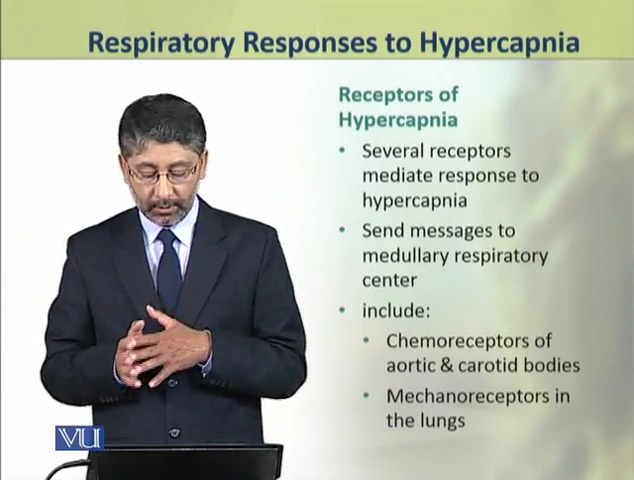 Respiratory Responses to Hypercapnia
Receptors of
Hypercapnia
• Several receptors
mediate response to
hypercapnia
• Send messages to
medullary respiratory
center
• include:
• Chemoreceptors of
aortic & carotid bodies
• Mechanoreceptors in
the lungs
VU